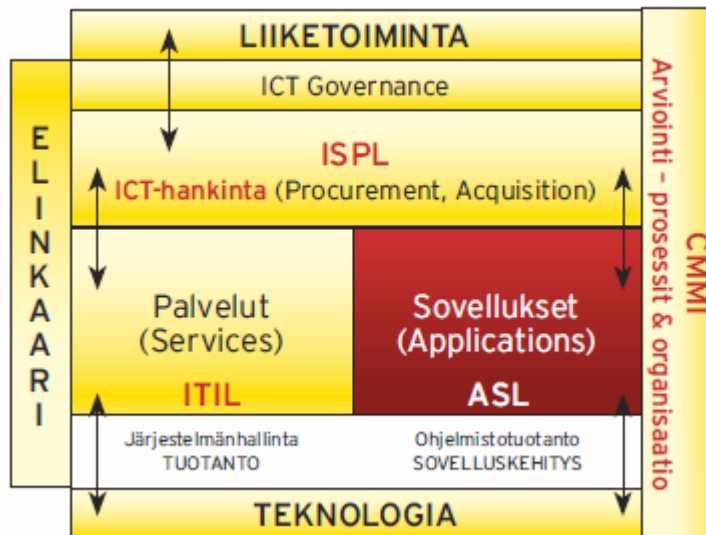 LIIKETOIMINTA
ICT Governance
ISPL
ICT-hankinta (Procurement, Acquisition)
ELINKAARI
Palvelut
(Services)
ITIL
Sovellukset
(Applications)
ASL
Järjestelmänhallinta
TUOTANTO
Ohjelmistotuotanto
SOVELLUSKEHITYS
TEKNOLOGIA
Arviointi – prosessit & organisaatio
CMMI